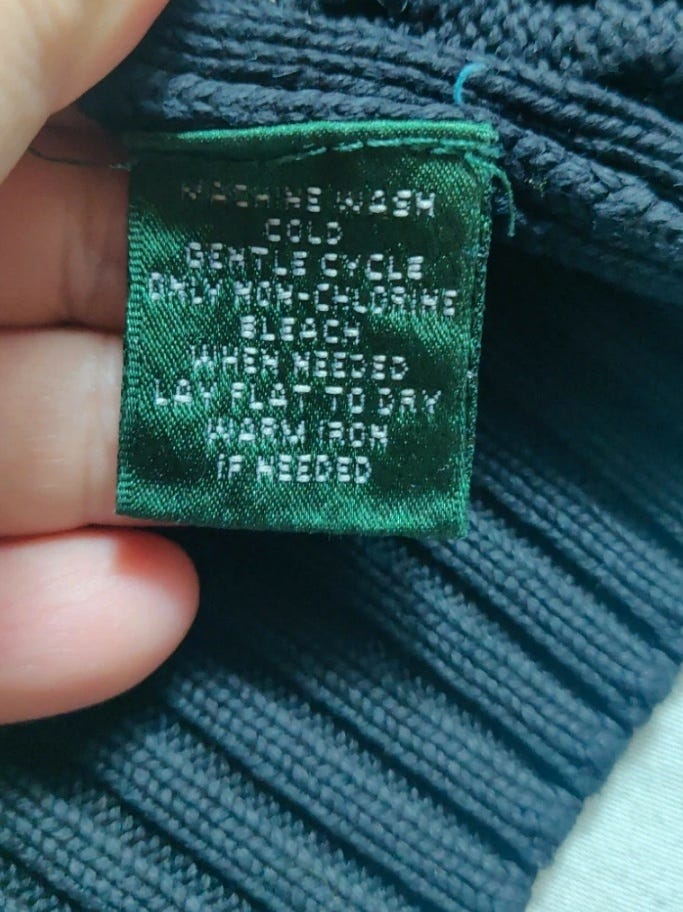 MACHINE WASH
COLD
GENTLE CYCLE
ONLY NON-CHLORINE
BLEACH
WHEN NEEDED
LAY FLAT TO DRY
WARM IRON
IF NEEDED